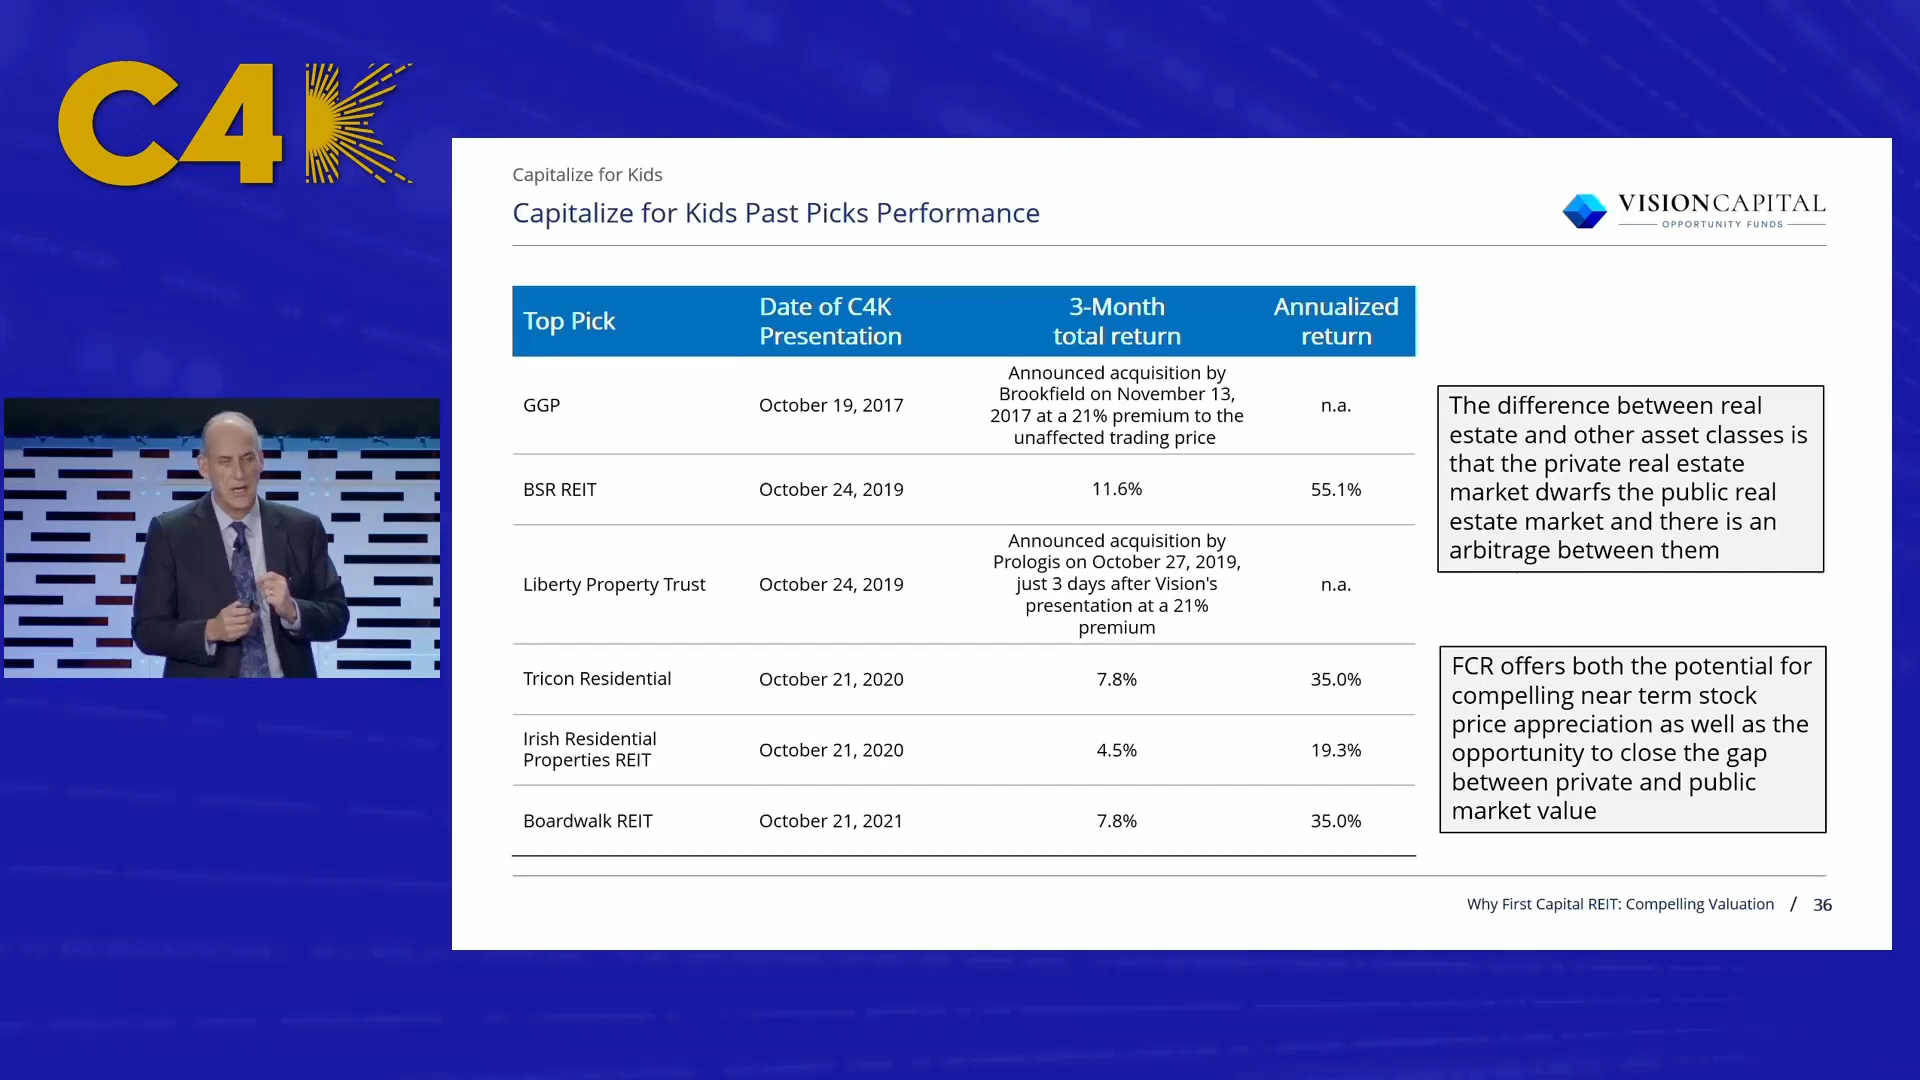 C4K
Capitalize for Kids
Capitalize for Kids Past Picks Performance
VISIONCAPITAL
OPPORTUNITY FUNDS
Top Pick
Date of C4K
Presentation
3-Month
total return
Annualized
return
GGP
October 19, 2017
Announced acquisition by
Brookfield on November 13,
2017 at a 21% premium to the
unaffected trading price
n.a.
BSR REIT
October 24, 2019
11.6%
55.1%
Liberty Property Trust
October 24, 2019
Announced acquisition by
Prologis on October 27, 2019,
just 3 days after Vision's
presentation at a 21%
premium
n.a.
Tricon Residential
October 21, 2020
7.8%
35.0%
Irish Residential
Properties REIT
October 21, 2020
4.5%
19.3%
Boardwalk REIT
October 21, 2021
7.8%
35.0%
The difference between real
estate and other asset classes is
that the private real estate
market dwarfs the public real
estate market and there is an
arbitrage between them
FCR offers both the potential for
compelling near term stock
price appreciation as well as the
opportunity to close the gap
between private and public
market value
Why First Capital REIT: Compelling Valuation / 36